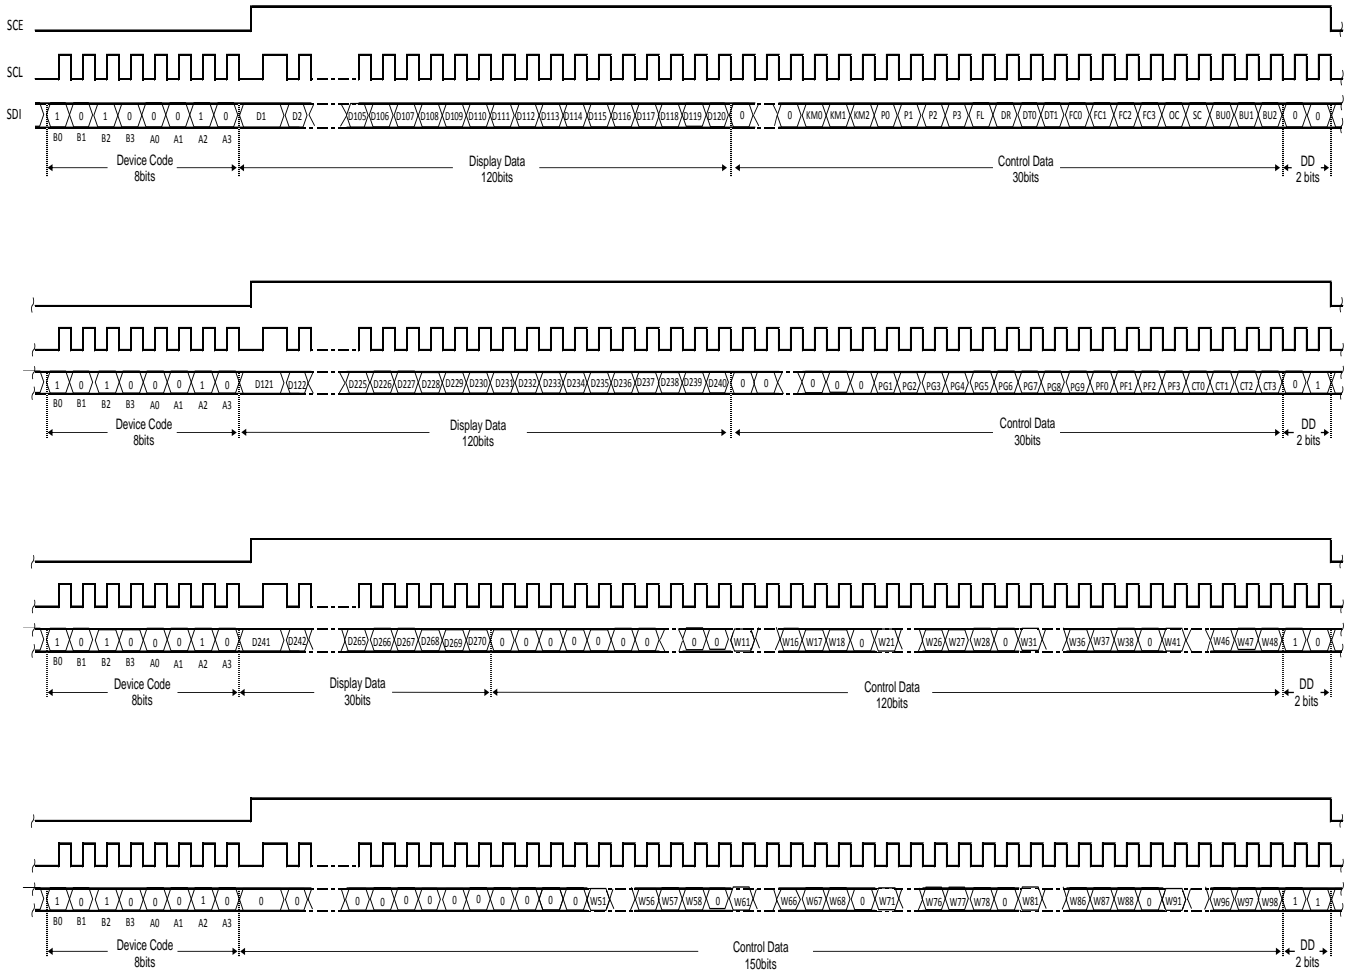 SCE
SCL
SDI 1 0 1 0 0 0 1 0 D1 D2 D105 D106 D107 D108 D109 D110 D111 D112 D113 D114 D115 D116 D117 D118 D119 D120 0 0 KM0 KM1 KM2 P0 P1 P2 P3 FL DR DT0 DT1 FC0 FC1 FC2 FC3 OC SC BU0 BU1 BU2 0 0
B0 B1 B2 B3 A0 A1 A2 A3
Device Code Display Data Control Data DD
8bits 120bits 30bits 2 bits
1 0 1 0 0 0 1 0 D121 D122 D225 D226 D227 D228 D229 D230 D231 D232 D233 D234 D235 D236 D237 D238 D239 D240 0 0 0 0 0 PG1 PG2 PG3 PG4 PG5 PG6 PG7 PG8 PG9 PF0 PF1 PF2 PF3 CT0 CT1 CT2 CT3 0 1
B0 B1 B2 B3 A0 A1 A2 A3
Device Code Display Data Control Data DD
8bits 120bits 30bits 2 bits
1 0 1 0 0 0 1 0 D241 D242 D265 D266 D267 D268 D269 D270 0 0 0 0 0 0 0 0 0 W11 W16 W17 W18 0 W21 W26 W27 W28 0 W31 W36 W37 W38 0 W41 W46 W47 W48 1 0
B0 B1 B2 B3 A0 A1 A2 A3
Device Code Display Data Control Data DD
8bits 30bits 120bits 2 bits
1 0 1 0 0 0 1 0 0 0 0 0 0 0 0 0 0 0 0 0 W51 W56 W57 W58 0 W61 W66 W67 W68 0 W71 W76 W77 W78 0 W81 W86 W87 W88 0 W91 W96 W97 W98 1 1
B0 B1 B2 B3 A0 A1 A2 A3
Device Code Control Data DD
8bits 150bits 2 bits